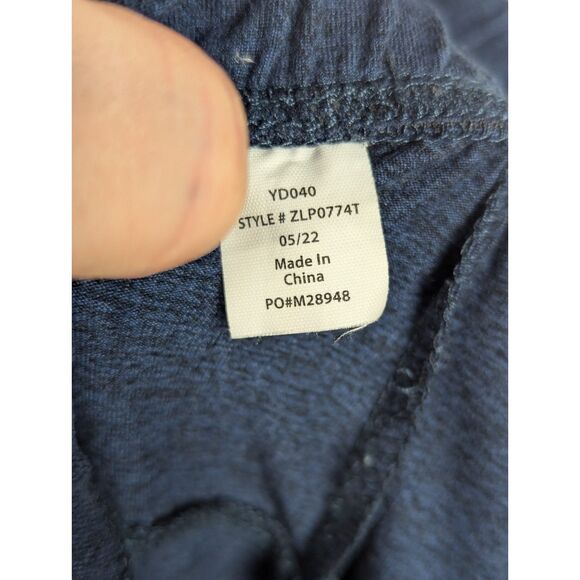 YD040
STYLE # ZLP0774T
05/22
Made In
China
PO#M28948